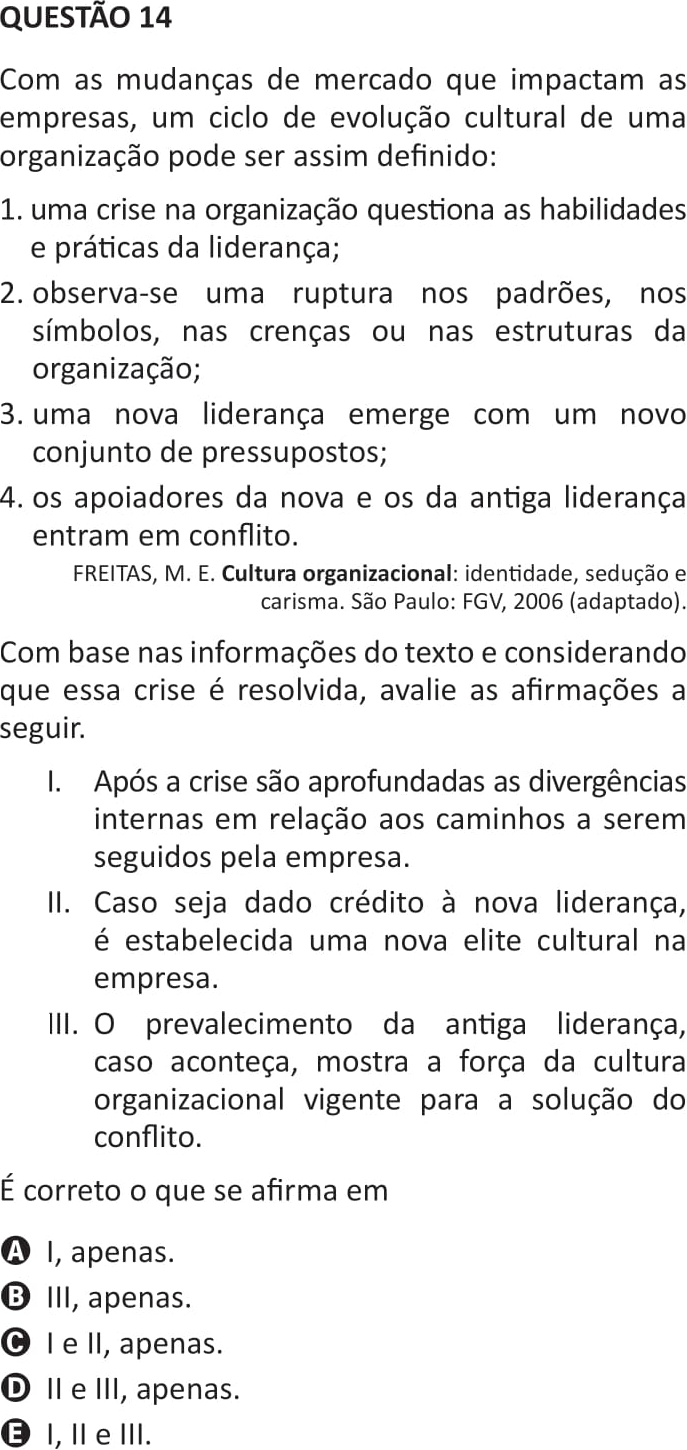 QUESTÃO 14
Com as mudanças de mercado que impactam as
empresas, um ciclo de evolução cultural de uma
organização pode ser assim definido:
1. uma crise na organização questiona as habilidades
e práticas da liderança;
2. observa-se uma ruptura nos padrões, nos
símbolos, nas crenças ou nas estruturas da
organização;
3. uma nova liderança emerge com um novo
conjunto de pressupostos;
4. os apoiadores da nova e os da antiga liderança
entram em conflito.
FREITAS, M. E. Cultura organizacional: identidade, sedução e
carisma. São Paulo: FGV, 2006 (adaptado).
Com base nas informações do texto e considerando
que essa crise é resolvida, avalie as afirmações a
seguir.
I. Após a crise são aprofundadas as divergências
internas em relação aos caminhos a serem
seguidos pela empresa.
II. Caso seja dado crédito à nova liderança,
é estabelecida uma nova elite cultural na
empresa.
III. O prevalecimento da antiga liderança,
caso aconteça, mostra a força da cultura
organizacional vigente para a solução do
conflito.
É correto o que se afirma em
A I, apenas.
B III, apenas.
C I e II, apenas.
D II e III, apenas.
E I, II e III.